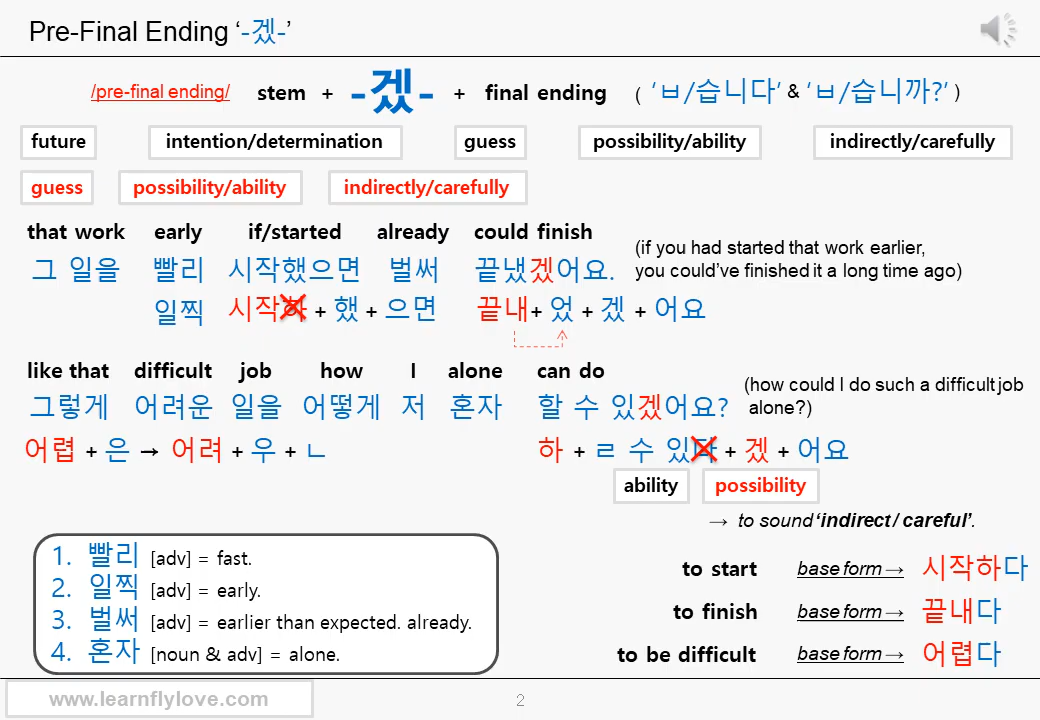 Pre-Final Ending ‘-겠-’
/pre-final ending/ stem + -겠- + final ending ( ‘ㅂ/습니다’ & ‘ㅂ/습니까?’ )
future intention/determination guess possibility/ability indirectly/carefully
guess possibility/ability indirectly/carefully
that work early if/started already could finish
그 일을 빨리 시작했으면 벌써 끝냈겠어요.
(if you had started that work earlier,
you could’ve finished it a long time ago)
일찍 시작하 + 했 + 으면 끝내+ 었 + 겠 + 어요
like that difficult job how I alone can do
그렇게 어려운 일을 어떻게 저 혼자 할 수 있겠어요?
(how could I do such a difficult job
alone?)
어렵 + 은 → 어려 + 우 + ㄴ 하 + ㄹ 수 있다 + 겠 + 어요
ability possibility
→ to sound ‘indirect / careful’.
1. 빨리 [adv] = fast.
2. 일찍 [adv] = early.
3. 벌써 [adv] = earlier than expected. already.
4. 혼자 [noun & adv] = alone.
to start base form → 시작하다
to finish base form → 끝내다
to be difficult base form → 어렵다
www.learnflylove.com 2